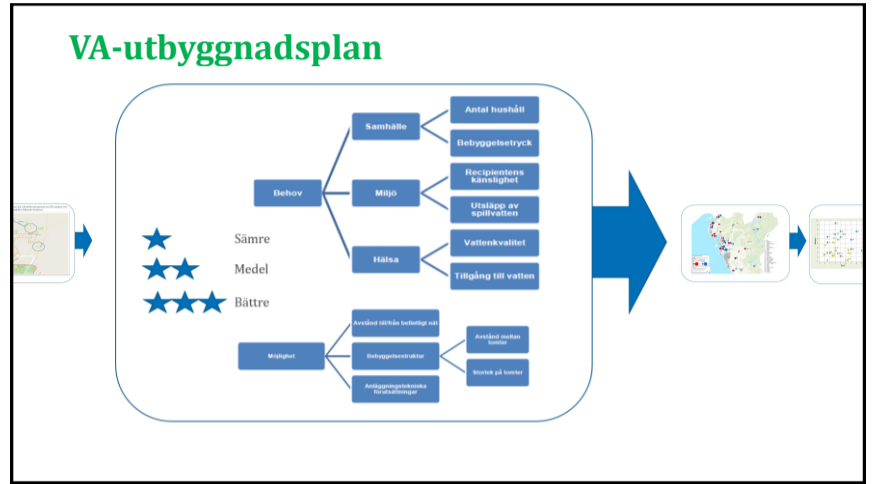 VA-utbyggnadsplan
Behov
Samhälle
Antal hushåll
Bebyggelsetryck
Miljö
Recipientens
känslighet
Utsläpp av
spillvatten
Hälsa
Vattenkvalitet
Tillgång till vatten
Sämre
Medel
Bättre
Möjlighet
Avstånd till/från befintligt nät
Bebyggelsestruktur
Avstånd mellan
tomter
Storlek på tomter
Anläggningstekniska
förutsättningar